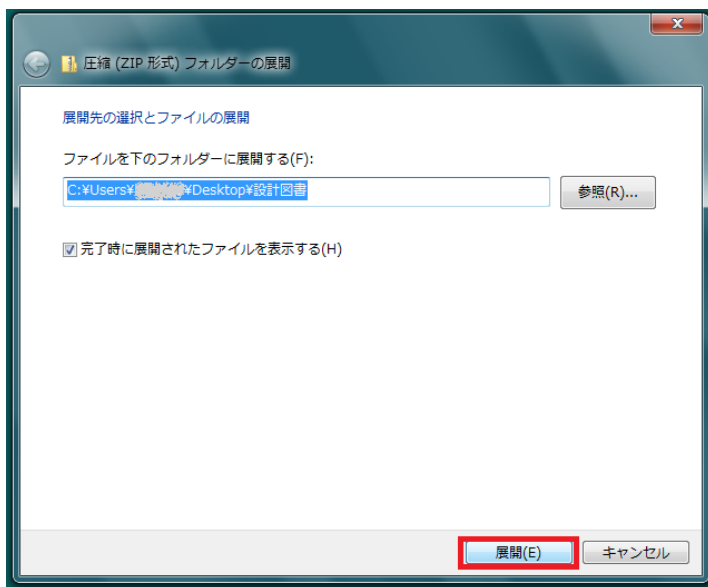 圧縮 (ZIP 形式) フォルダーの展開
展開先の選択とファイルの展開
ファイルを下のフォルダーに展開する(F):
C:¥Users¥ ¥Desktop¥設計図書
参照(R)...
完了時に展開されたファイルを表示する(H)
展開(E)
キャンセル